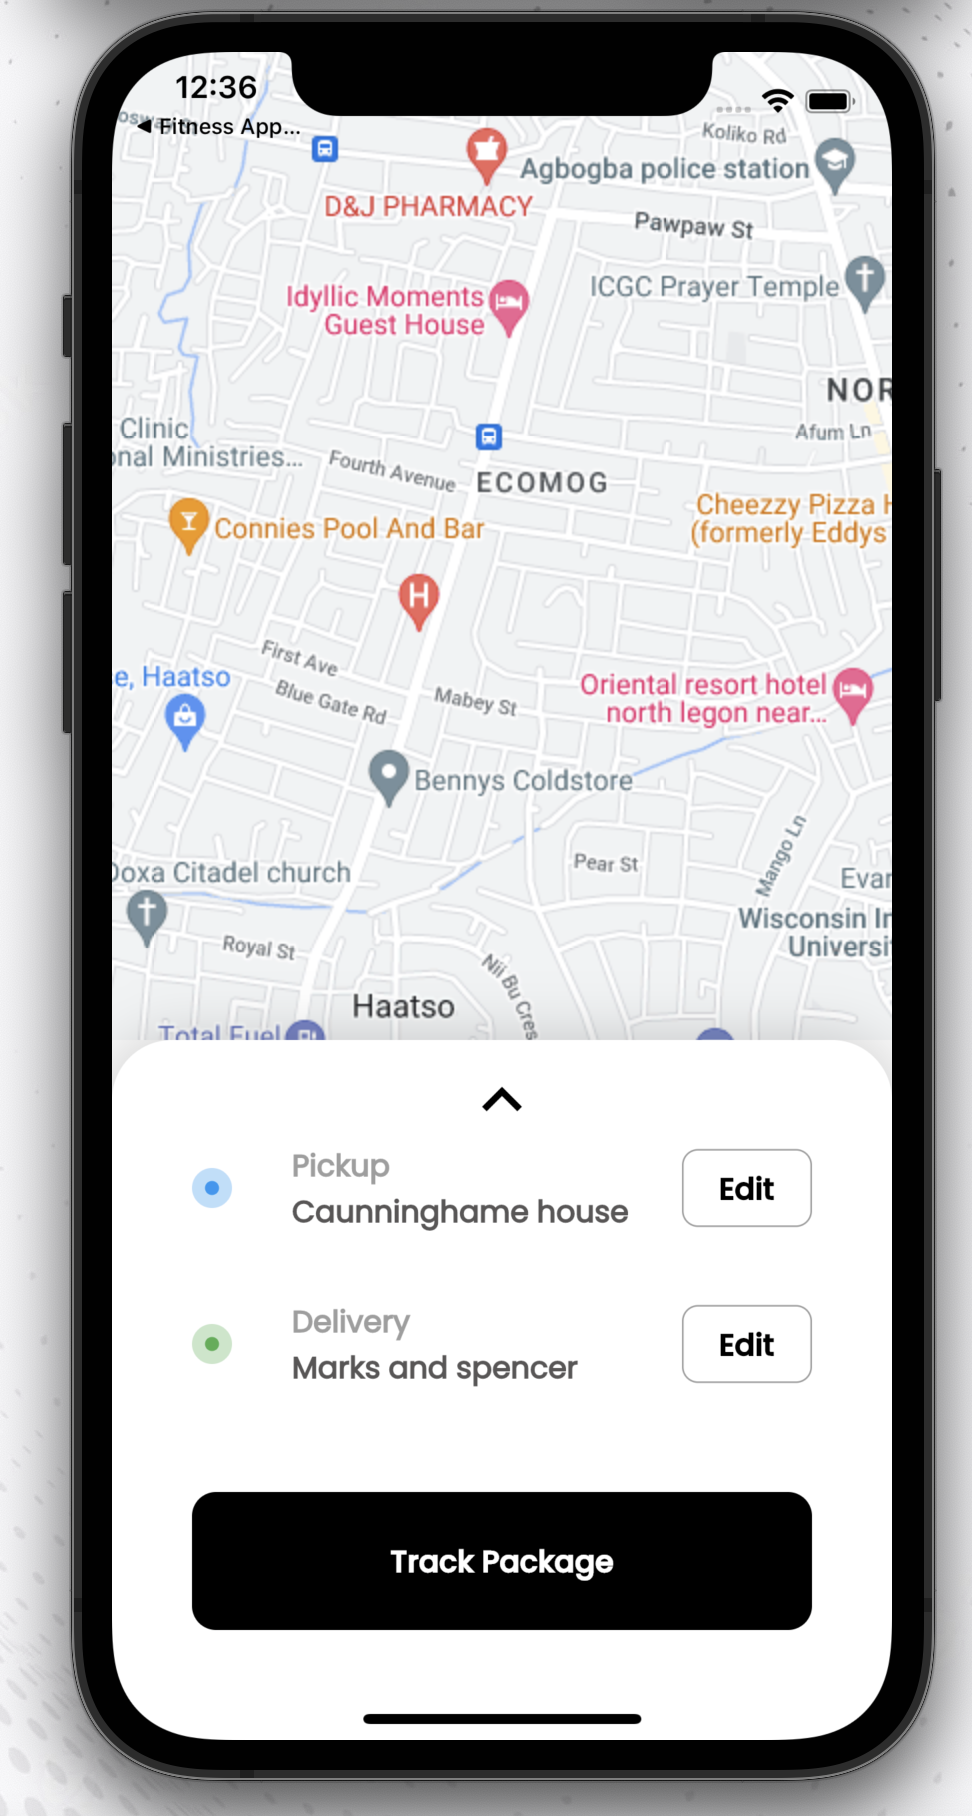 12:36
Fitness App...
Koliko Rd
Agbogba police station
D&J PHARMACY
Pawpaw St
ICGC Prayer Temple
Idyllic Moments
Guest House
NOR
Afum Ln
Clinic
onal Ministries...
Fourth Avenue
ECOMOG
Cheezzy Pizza H
(formerly Eddys
Connies Pool And Bar
H
First Ave
e, Haatso
Blue Gate Rd
Mabey St
Oriental resort hotel
north legon near...
Bennys Coldstore
Mango Ln
Pear St
Doxa Citadel church
Evan
Wisconsin In
Universi
Royal St
Nii Bu Cres
Haatso
Total Fuel
Pickup
Caunninghame house
Edit
Delivery
Marks and spencer
Edit
Track Package